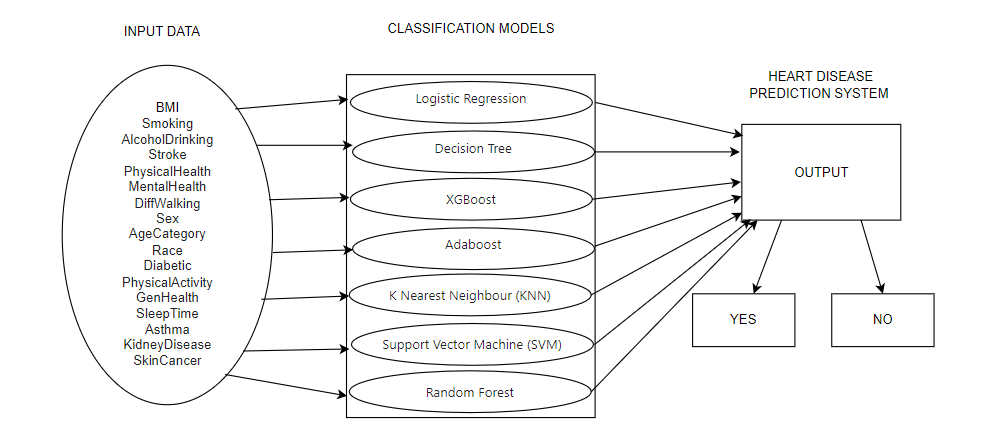 INPUT DATA
BMI
Smoking
AlcoholDrinking
Stroke
PhysicalHealth
MentalHealth
DiffWalking
Sex
AgeCategory
Race
Diabetic
PhysicalActivity
GenHealth
SleepTime
Asthma
KidneyDisease
SkinCancer
CLASSIFICATION MODELS
Logistic Regression
Decision Tree
XGBoost
Adaboost
K Nearest Neighbour (KNN)
Support Vector Machine (SVM)
Random Forest
HEART DISEASE
PREDICTION SYSTEM
OUTPUT
YES
NO